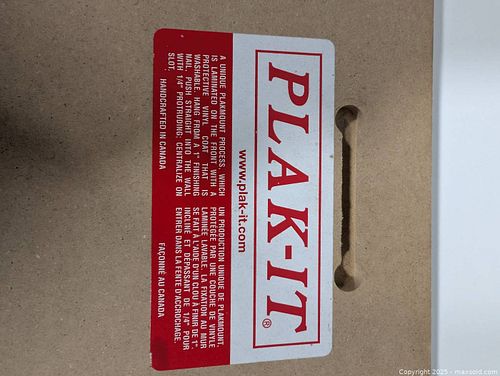 PLAK-IT®
www.plak-it.com
A UNIQUE PLAKMOUNT PROCESS, WHICH
IS LAMINATED ON THE FRONT WITH A
PROTECTIVE VINYL COAT THAT IS
WASHABLE. HANG FROM A 1" FINISHING
NAIL. PUSH STRAIGHT INTO THE WALL
WITH 1/4" PROTRUDING. CENTRALIZE ON
SLOT.
HANDCRAFTED IN CANADA
UN PRODUCTION UNIQUE DE PLAKMOUNT,
PROTÉGÉE PAR UNE COUCHE DE VINYLE
LAMINÉE LAVABLE. LA FIXATION AU MUR
SE FAIT À L'AIDE D'UN CLOU À FINIR DE 1",
INCLINÉ ET DÉPASSANT DE 1/4" POUR
ENTRER DANS LA FENTE D'ACCROCHAGE.
FAÇONNÉ AU CANADA
Copyright 2025 - maxsold.com